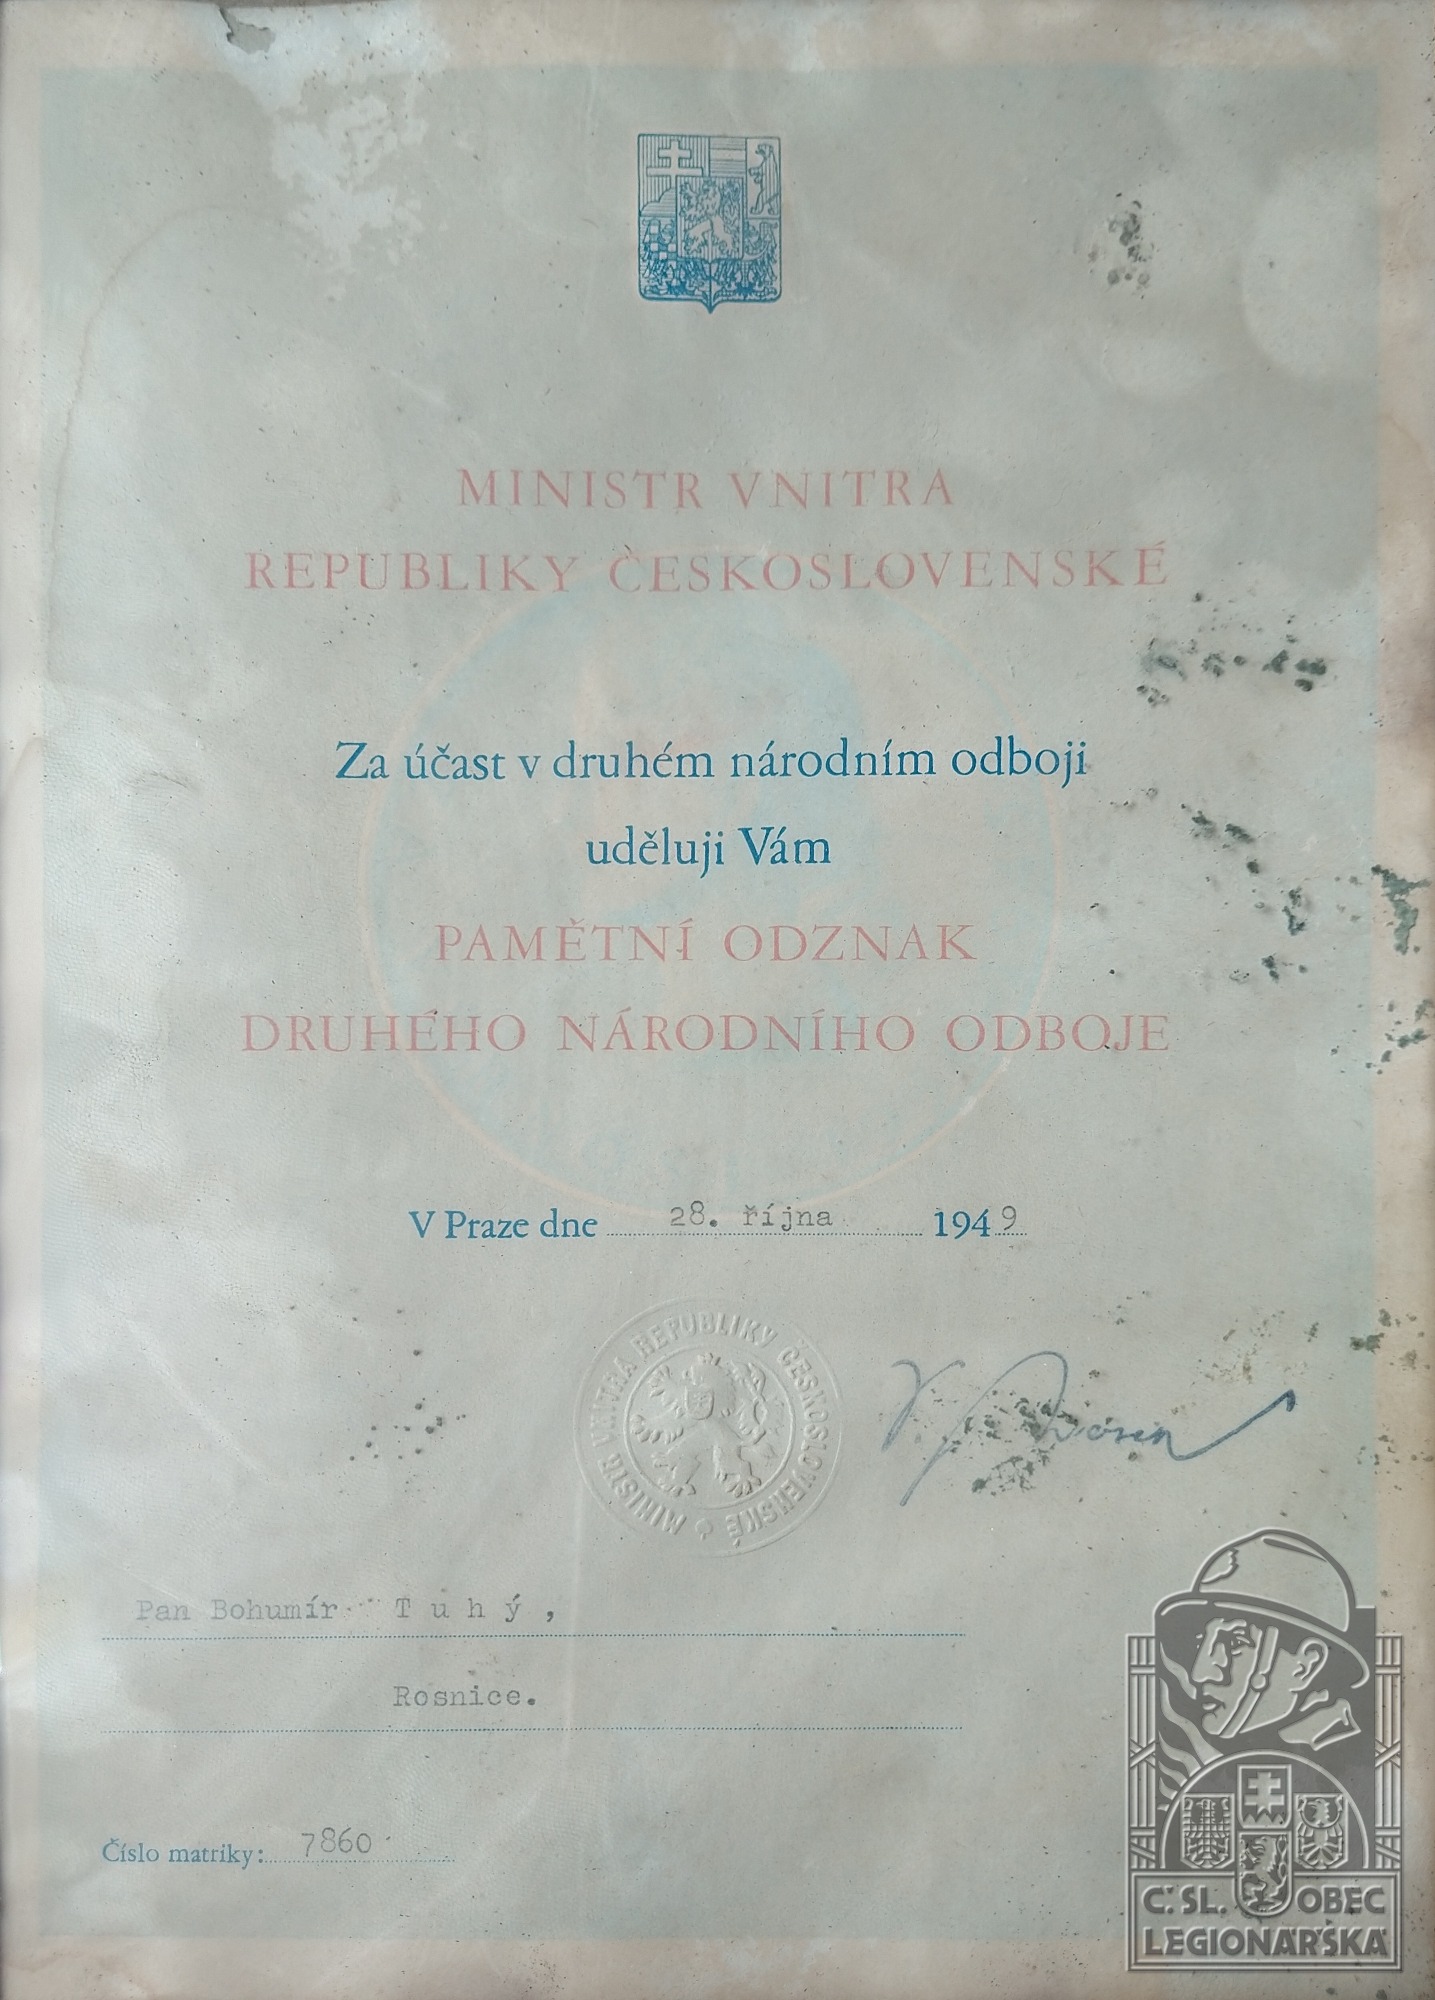 MINISTR VNITRA
REPUBLIKY ČESKOSLOVENSKÉ
Za účast v druhém národním odboji
uděluji Vám
PAMĚTNÍ ODZNAK
DRUHÉHO NÁRODNÍHO ODBOJE
V Praze dne 28. října 1949
MINISTR VNITRA REPUBLIKY ČESKOSLOVENSKÉ
Pan Bohumír Tuhý,
Rosnice.
Číslo matriky: 7860
Č. SL. OBEC
LEGIONÁŘSKÁ